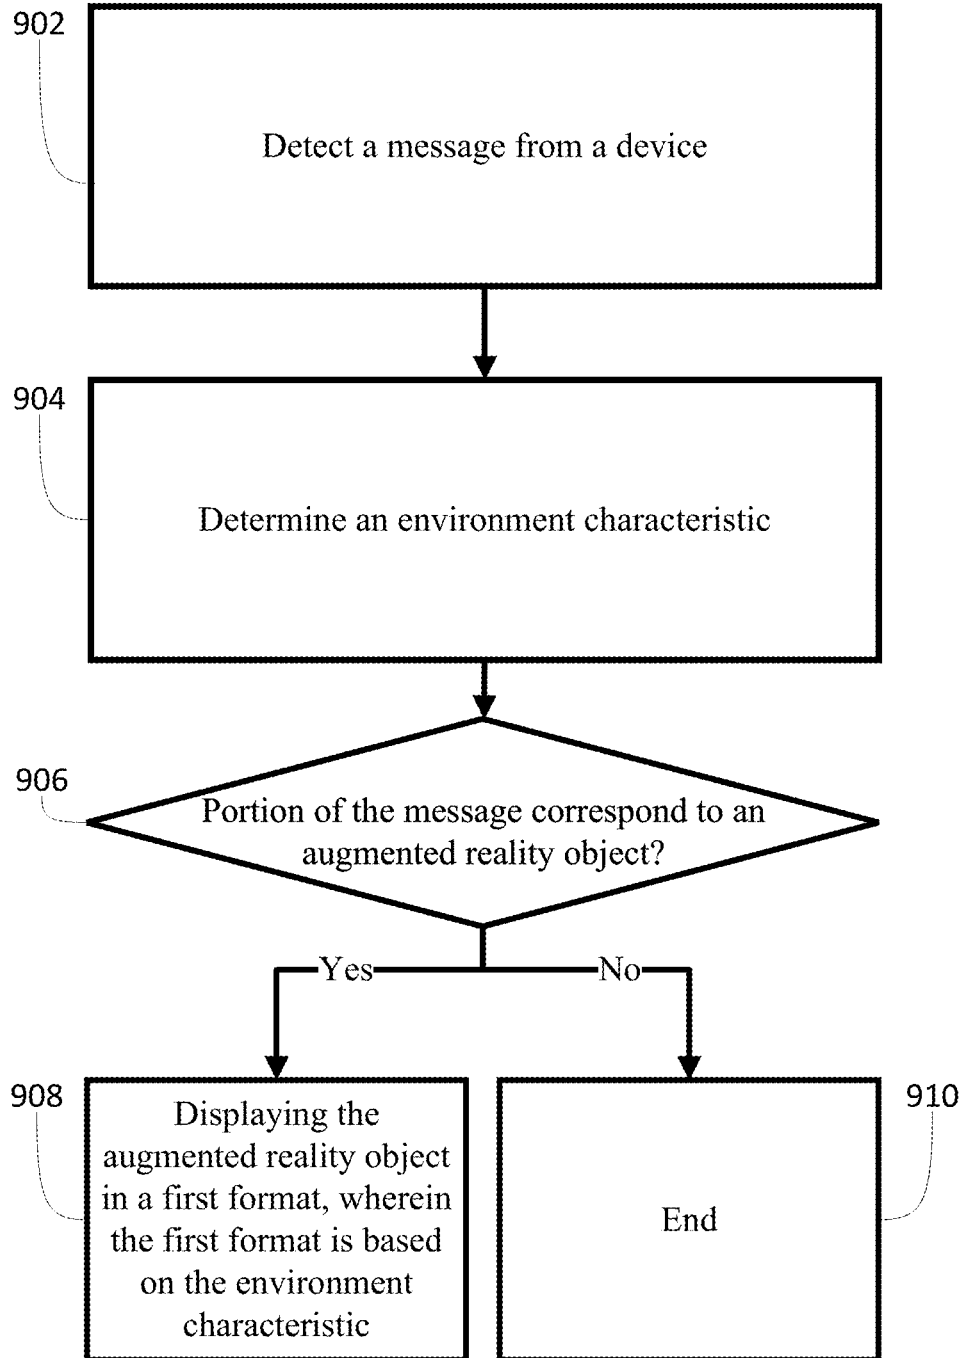 902
Detect a message from a device
904
Determine an environment characteristic
906
Portion of the message correspond to an
augmented reality object?
Yes
No
908
Displaying the
augmented reality object
in a first format, wherein
the first format is based
on the environment
characteristic
910
End